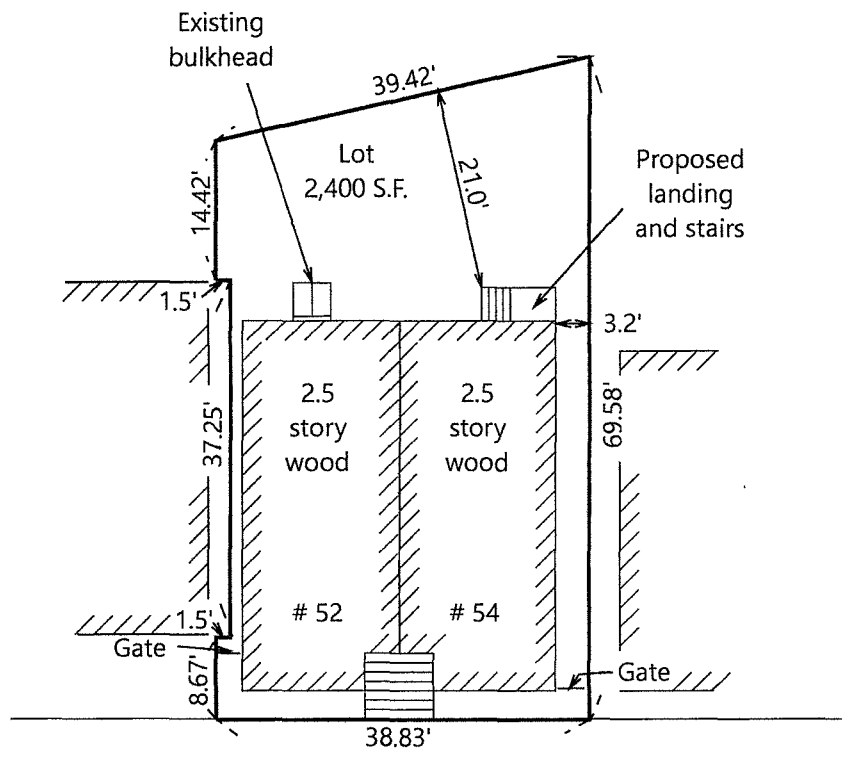 Existing
bulkhead
39.42'
Lot
2,400 S.F.
21.0'
Proposed
landing
and stairs
14.42'
1.5'
3.2'
2.5
story
wood
2.5
story
wood
37.25'
69.58'
# 52
# 54
1.5'
Gate
Gate
8.67'
38.83'